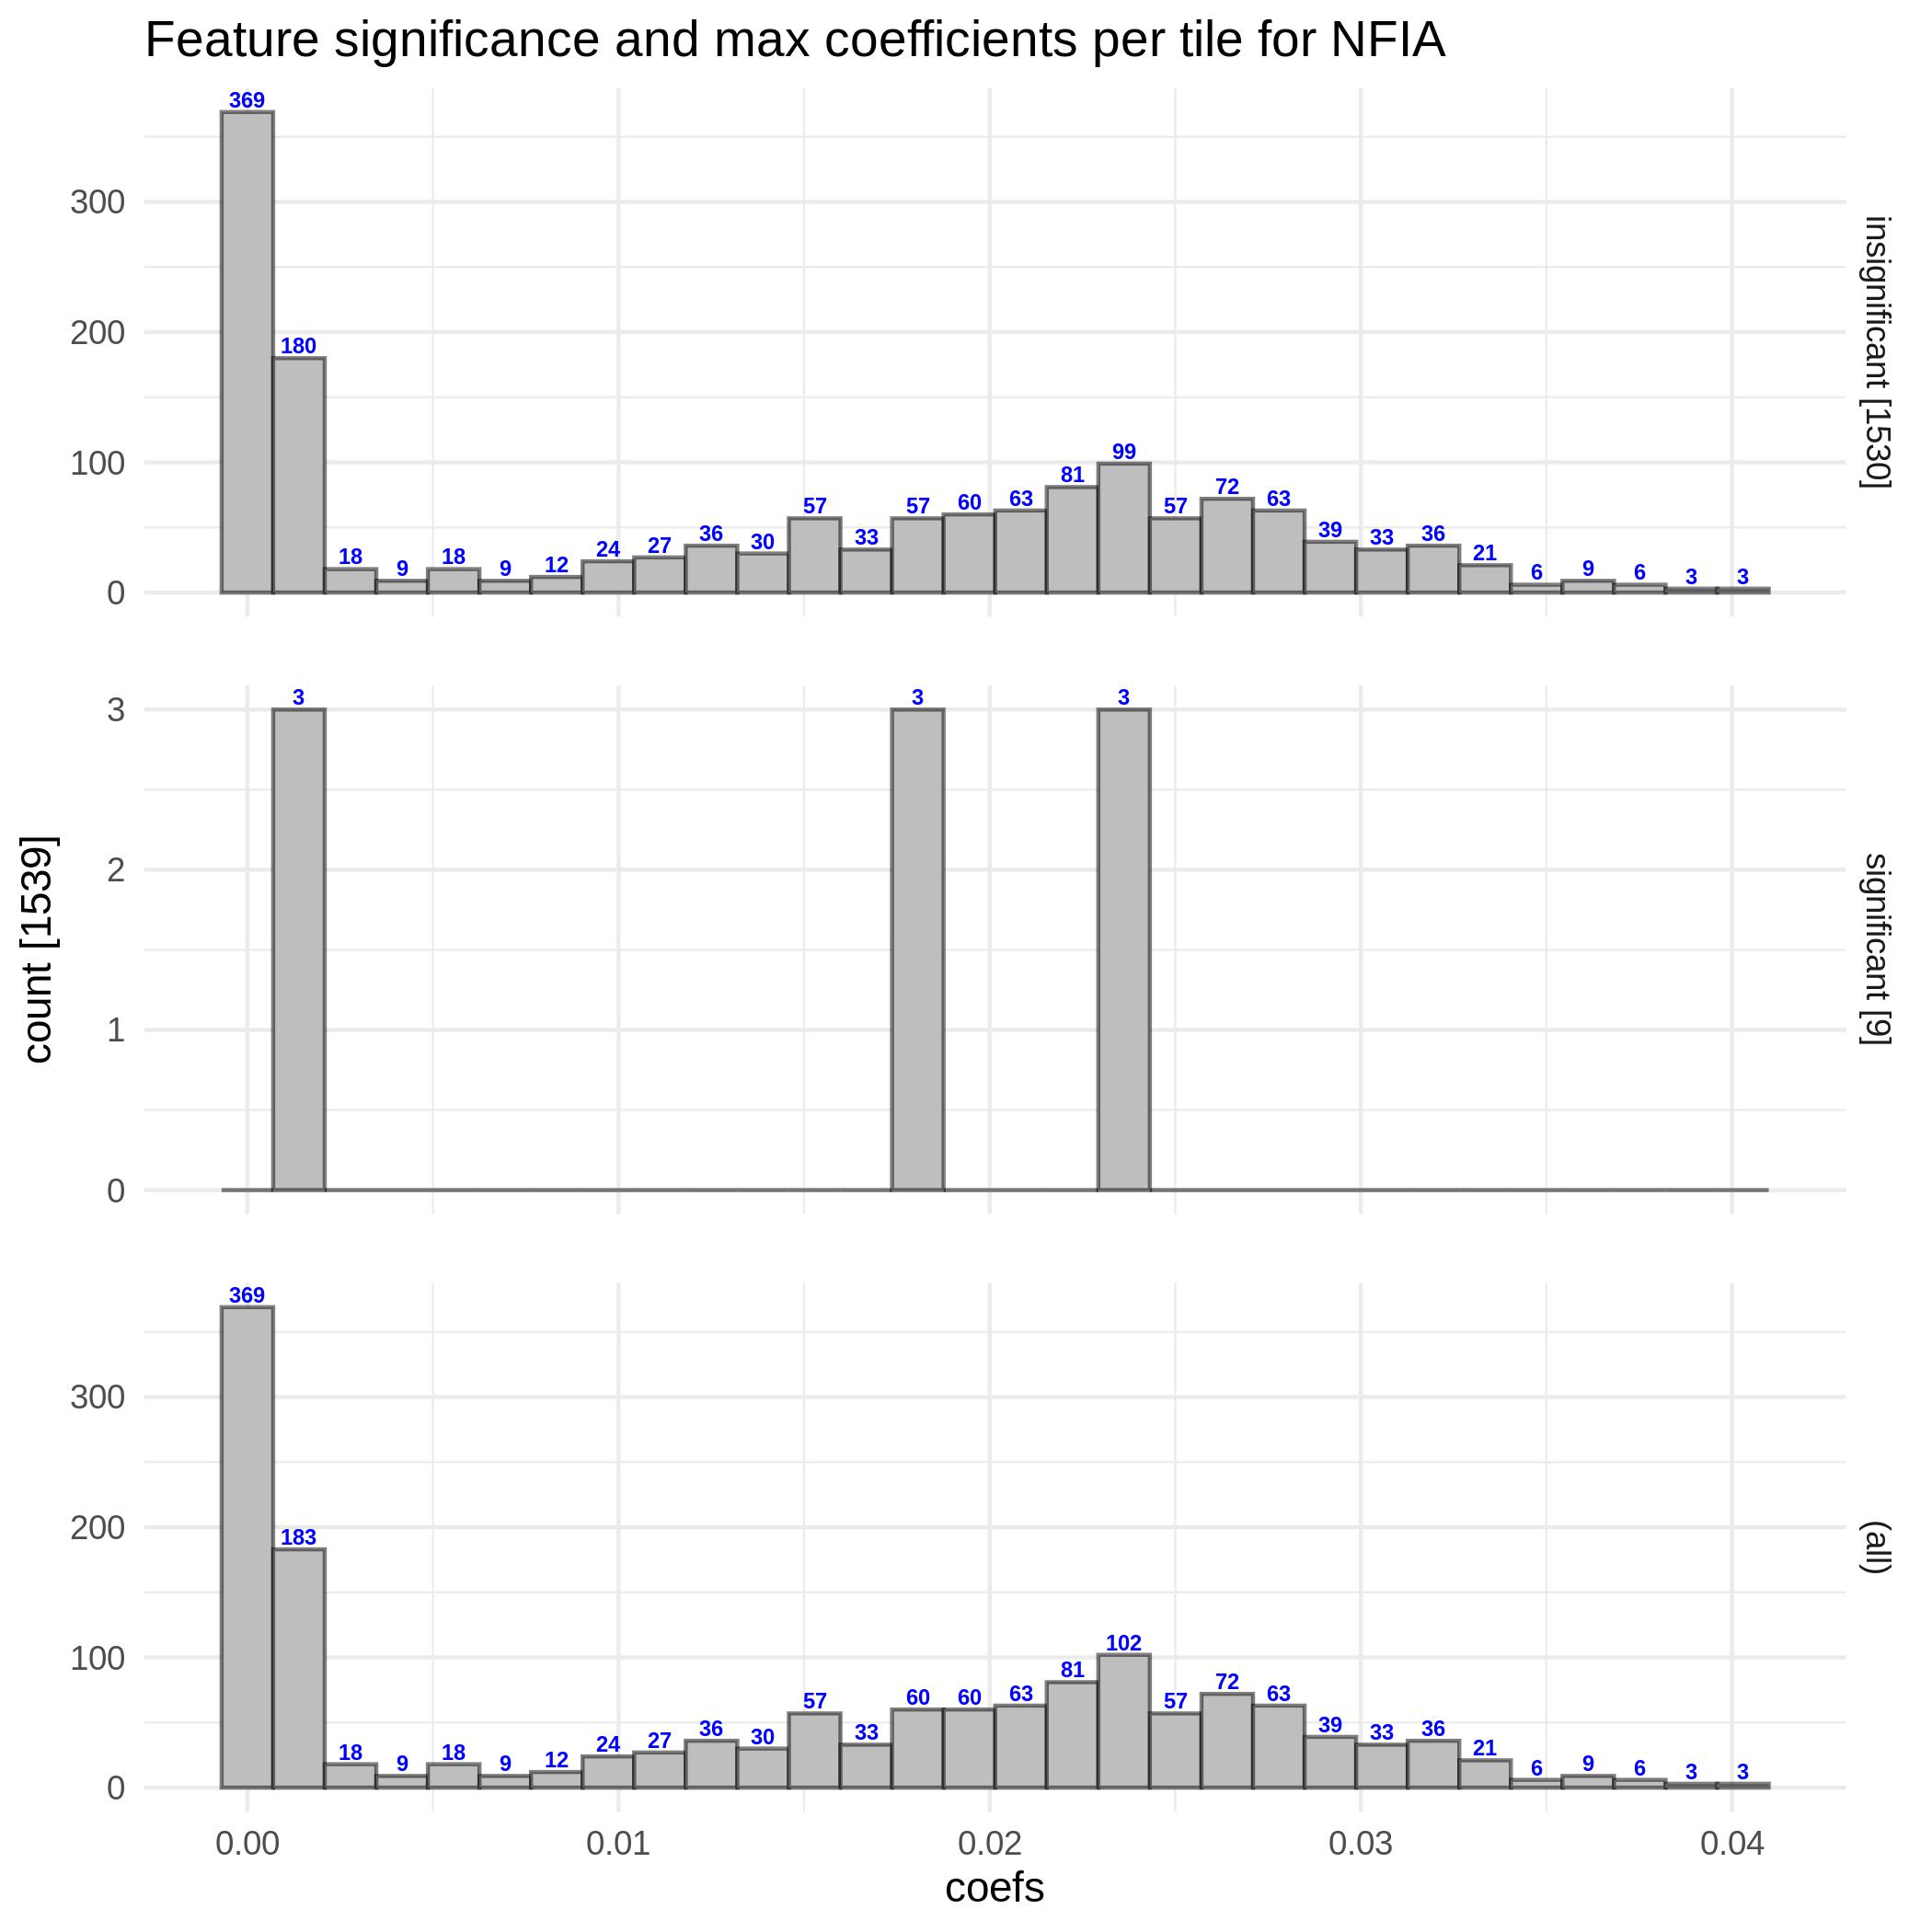 Feature significance and max coefficients per tile for NFIA
369
180
18 9 18 9 12 24 27 36 30 57 33 57 60 63 81 99 57 72 63 39 33 36 21 6 9 6 3 3
300
200
100
0
insignificant [1530]
3 3 3
3
2
1
0
significant [9]
count [1539]
369
183
18 9 18 9 12 24 27 36 30 57 33 60 60 63 81 102 57 72 63 39 33 36 21 6 9 6 3 3
300
200
100
0
(all)
0.00 0.01 0.02 0.03 0.04
coefs